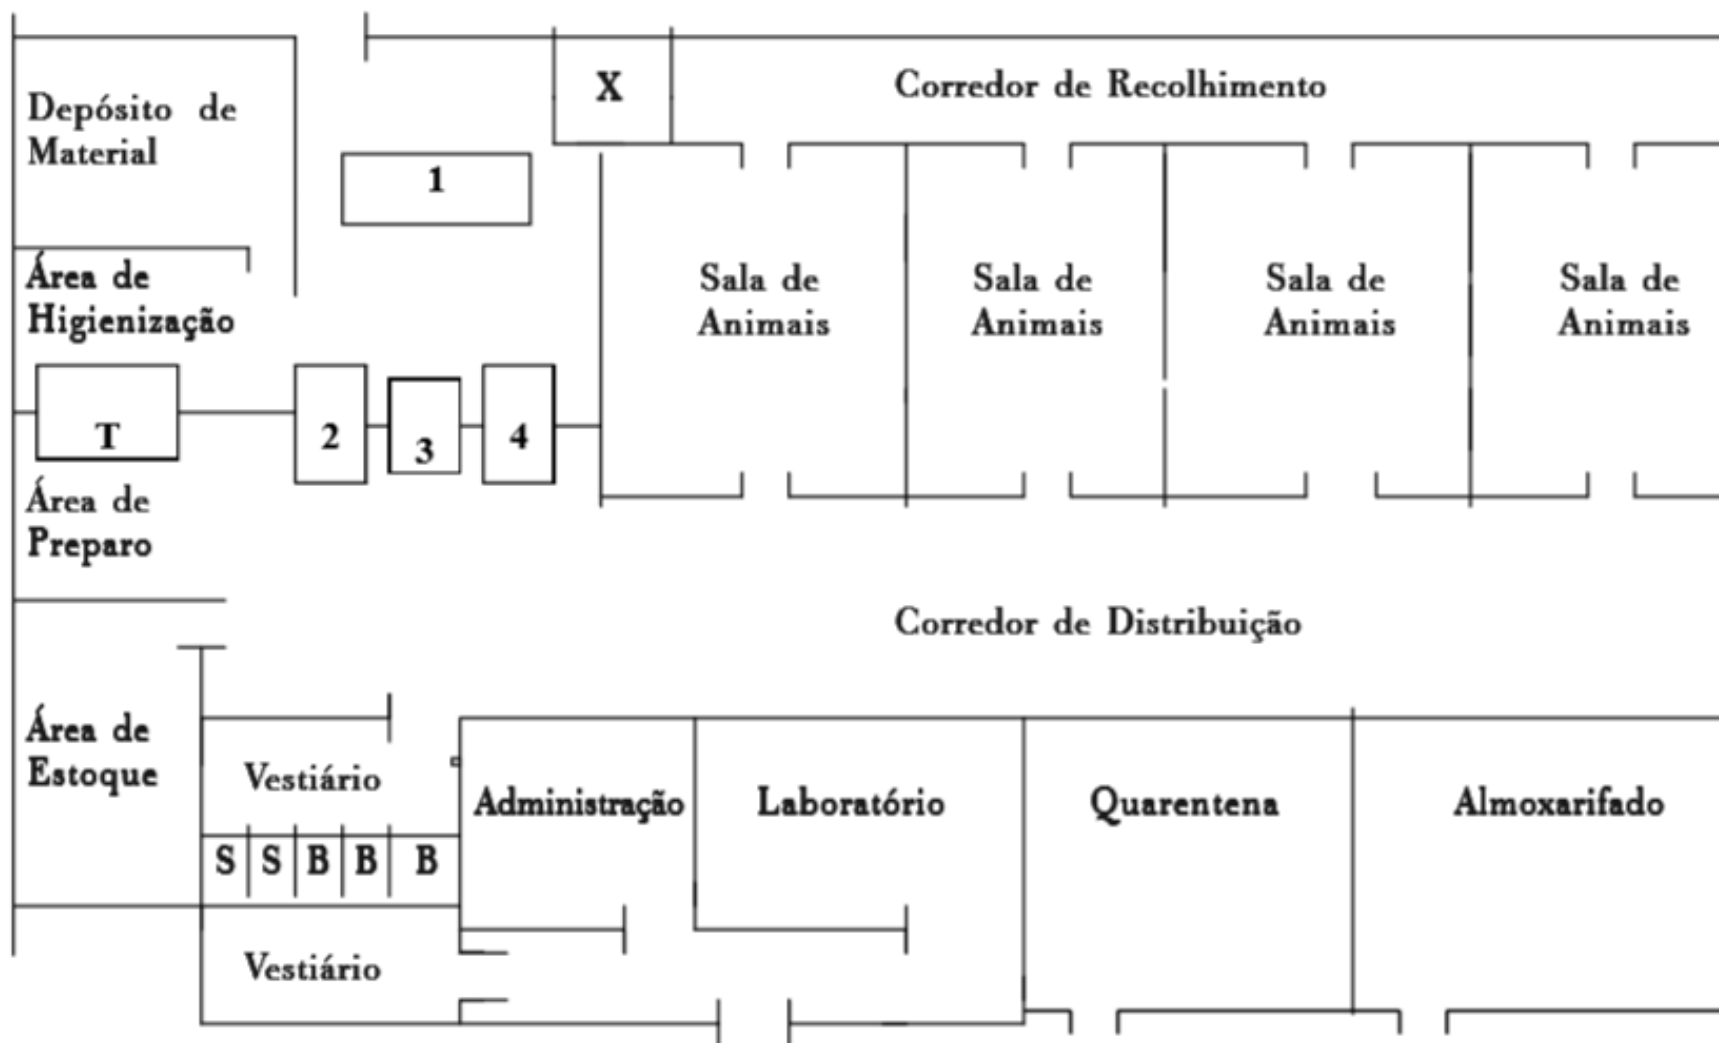 X
Corredor de Recolhimento
Depósito de
Material
1
Área de
Higienização
Sala de
Animais
Sala de
Animais
Sala de
Animais
Sala de
Animais
T
2
3
4
Área de
Preparo
Corredor de Distribuição
Área de
Estoque
Vestiário
Administração
Laboratório
Quarentena
Almoxarifado
S S B B B
Vestiário